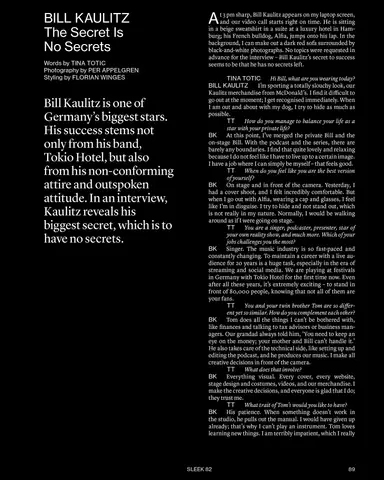 BILL KAULITZ
The Secret Is
No Secrets
Words by TINA TOTIC
Photography by PER APPELGREN
Styling by FLORIAN WINGES
Bill Kaulitz is one of
Germany's biggest stars.
His success stems not
only from his band,
Tokio Hotel, but also
from his non-conforming
attire and outspoken
attitude. In an interview,
Kaulitz reveals his
biggest secret, which is to
have no secrets.
At 1 3 pm sharp, Bill Kaulitz appears on my laptop screen,
and our video call starts right on time. He is sitting
in a beige sweatshirt in a suite at a luxury hotel in Ham-
burg; his French bulldog, Alfia, jumps onto his lap. In the
background, I can make out a dark red sofa surrounded by
black-and-white photographs. No topics were requested in
advance for the interview – Bill Kaulitz's secret to success
seems to be that he has no secrets left.
TINA TOTIC Hi Bill, what are you wearing today?
BILL KAULITZ I'm sporting a totally slouchy look, our
Kaulitz merchandise from McDonald's. I find it difficult to
go out at the moment; I get recognised immediately. When
I am out and about with my dog, I try to hide as much as
possible.
TT How do you manage to balance your life as a
star with your private life?
BK At this point, I've merged the private Bill and the
on-stage Bill. With the podcast and the series, there are
barely any boundaries. I find that quite lovely and relaxing
because I do not feel like I have to live up to a certain image.
I have a job where I can simply be myself – that feels good.
TT When do you feel like you are the best version
of yourself?
BK On stage and in front of the camera. Yesterday, I
had a cover shoot, and I felt incredibly comfortable. But
when I go out with Alfia, wearing a cap and glasses, I feel
like I'm in disguise. I try to hide and not stand out, which
is not really in my nature. Normally, I would be walking
around as if I were going on stage.
TT You are a singer, podcaster, presenter, star of
your own reality show, and much more. Which of your
jobs challenges you the most?
BK Singer. The music industry is so fast-paced and
constantly changing. To maintain a career with a live au-
dience for 20 years is a huge task, especially in the era of
streaming and social media. We are playing at festivals
in Germany with Tokio Hotel for the first time now. Even
after all these years, it's extremely exciting – to stand in
front of 80,000 people, knowing that not all of them are
your fans.
TT You and your twin brother Tom are so differ-
ent yet so similar. How do you complement each other?
BK Tom does all the things I can't be bothered with,
like finances and talking to tax advisors or business man-
agers. Our grandad always told him, 'You need to keep an
eye on the money; your mother and Bill can't handle it.'
He also takes care of the technical side, like setting up and
editing the podcast, and he produces our music. I make all
creative decisions in front of the camera.
TT What does that involve?
BK Everything visual. Every cover, every website,
stage design and costumes, videos, and our merchandise. I
make the creative decisions, and everyone is glad that I do;
they trust me.
TT What trait of Tom's would you like to have?
BK His patience. When something doesn't work in
the studio, he pulls out the manual. I would have given up
already; that's why I can't play an instrument. Tom loves
learning new things. I am terribly impatient, which I really
SLEEK 82
89